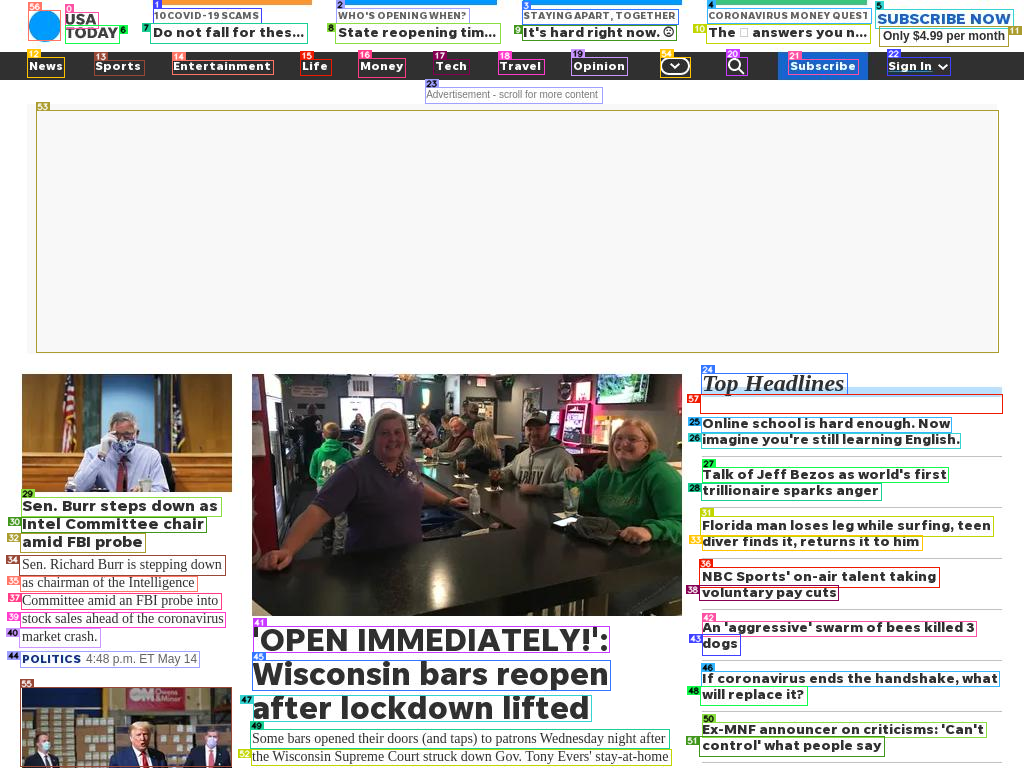 USA
TODAY
10COVID-19 SCAMS
Do not fall for thes...
WHO'S OPENING WHEN?
State reopening tim...
STAYING APART, TOGETHER
It's hard right now. ☹
CORONAVIRUS MONEY QUEST
The □ answers you n...
SUBSCRIBE NOW
Only $4.99 per month
News
Sports
Entertainment
Life
Money
Tech
Travel
Opinion
Subscribe
Sign In
Advertisement - scroll for more content
Sen. Burr steps down as
Intel Committee chair
amid FBI probe
Sen. Richard Burr is stepping down
as chairman of the Intelligence
Committee amid an FBI probe into
stock sales ahead of the coronavirus
market crash.
POLITICS 4:48 p.m. ET May 14
Owens
&Minor
'OPEN IMMEDIATELY!':
Wisconsin bars reopen
after lockdown lifted
Some bars opened their doors (and taps) to patrons Wednesday night after
the Wisconsin Supreme Court struck down Gov. Tony Evers' stay-at-home
Top Headlines
Online school is hard enough. Now
imagine you're still learning English.
Talk of Jeff Bezos as world's first
trillionaire sparks anger
Florida man loses leg while surfing, teen
diver finds it, returns it to him
NBC Sports' on-air talent taking
voluntary pay cuts
An 'aggressive' swarm of bees killed 3
dogs
If coronavirus ends the handshake, what
will replace it?
Ex-MNF announcer on criticisms: 'Can't
control' what people say